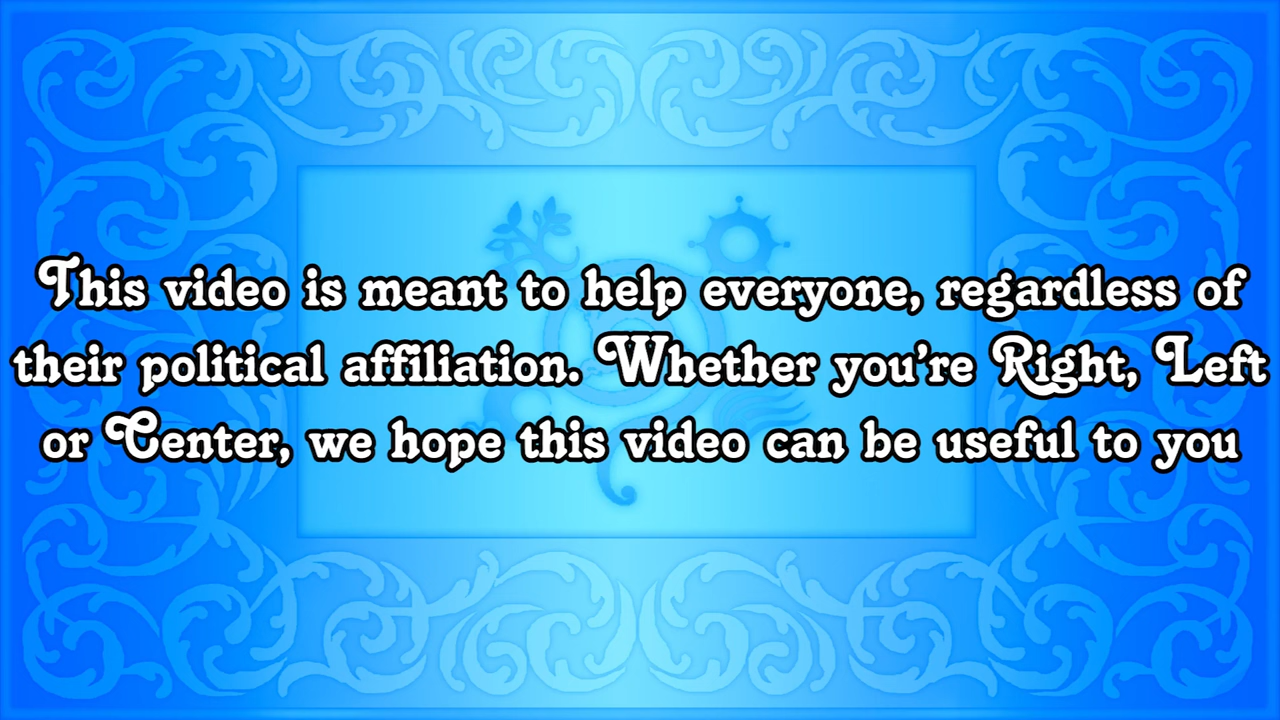 This video is meant to help everyone, regardless of
their political affiliation. Whether you're Right, Left
or Center, we hope this video can be useful to you